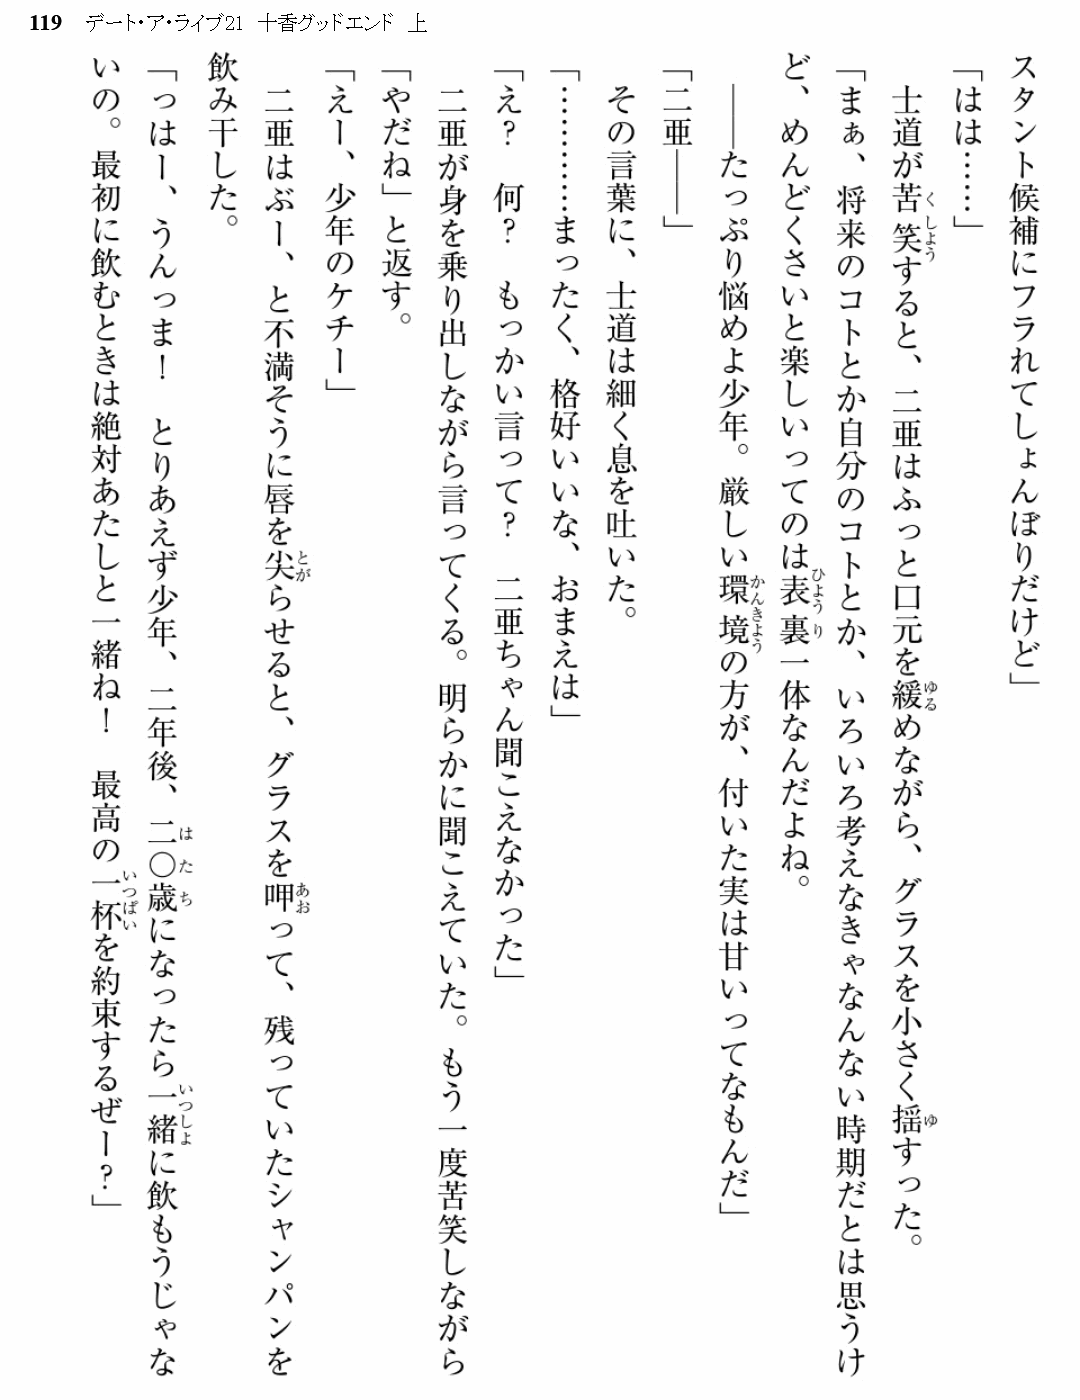 119 デート・ア・ライブ21 十香グッドエンド 上
スタント候補にフラれてしょんぼりだけど」
「はは……」
　士道が苦笑すると、二亜はふっと口元を緩めながら、グラスを小さく揺すった。
「まぁ、将来のコトとか自分のコトとか、いろいろ考えなきゃなんない時期だとは思うけ
ど、めんどくさいと楽しいってのは表裏一体なんだよね。
　――たっぷり悩めよ少年。厳しい環境の方が、付いた実は甘いってなもんだ」
「二亜――」
　その言葉に、士道は細く息を吐いた。
「…………まったく、格好いいな、おまえは」
「え？　何？　もっかい言って？　二亜ちゃん聞こえなかった」
　二亜が身を乗り出しながら言ってくる。明らかに聞こえていた。もう一度苦笑しながら
「やだね」と返す。
「えー、少年のケチー」
　二亜はぶー、と不満そうに唇を尖らせると、グラスを呷って、残っていたシャンパンを
飲み干した。
「っはー、うんっま！　とりあえず少年、二年後、二〇歳になったら一緒に飲もうじゃな
いの。最初に飲むときは絶対あたしと一緒ね！　最高の一杯を約束するぜー？」